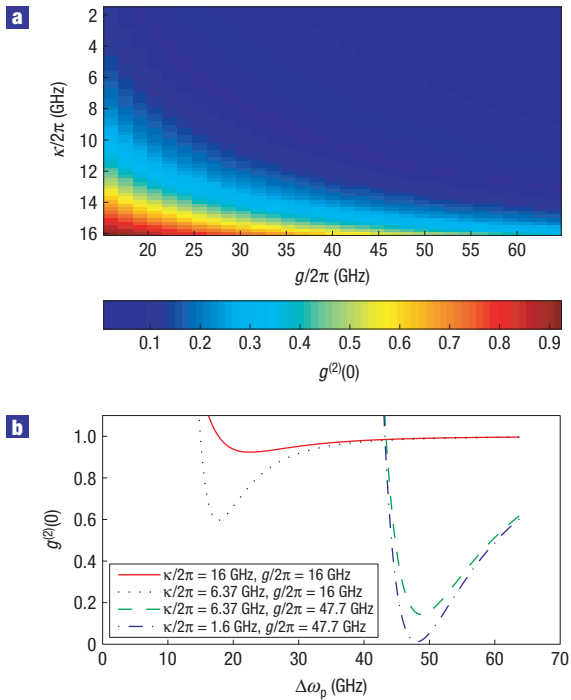 a
2
4
6
8
10
12
14
16
κ/2π (GHz)
20 25 30 35 40 45 50 55 60
g/2π (GHz)
0.1 0.2 0.3 0.4 0.5 0.6 0.7 0.8 0.9
g⁽²⁾(0)
b
1.0
0.8
0.6
0.4
0.2
0
g⁽²⁾(0)
κ/2π = 16 GHz, g/2π = 16 GHz
κ/2π = 6.37 GHz, g/2π = 16 GHz
κ/2π = 6.37 GHz, g/2π = 47.7 GHz
κ/2π = 1.6 GHz, g/2π = 47.7 GHz
0 10 20 30 40 50 60 70
Δωₚ (GHz)